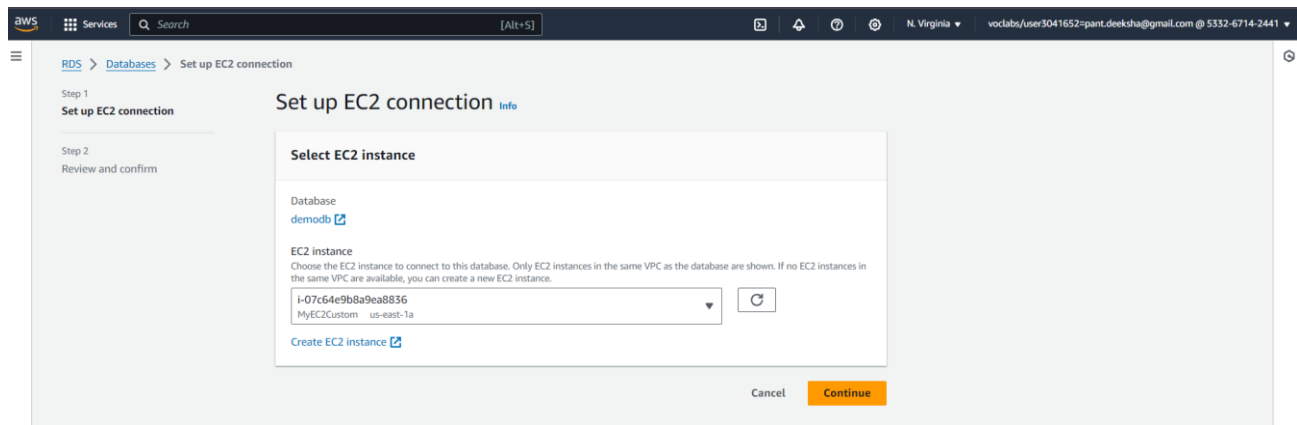 aws Services Search [Alt+S] N. Virginia voclabs/user3041652=pant.deeksha@gmail.com @ 5332-6714-2441
RDS > Databases > Set up EC2 connection
Step 1
Set up EC2 connection
Step 2
Review and confirm
Set up EC2 connection Info
Select EC2 instance
Database
demodb
EC2 instance
Choose the EC2 instance to connect to this database. Only EC2 instances in the same VPC as the database are shown. If no EC2 instances in
the same VPC are available, you can create a new EC2 instance.
i-07c64e9b8a9ea8836
MyEC2Custom us-east-1a
Create EC2 instance
Cancel Continue